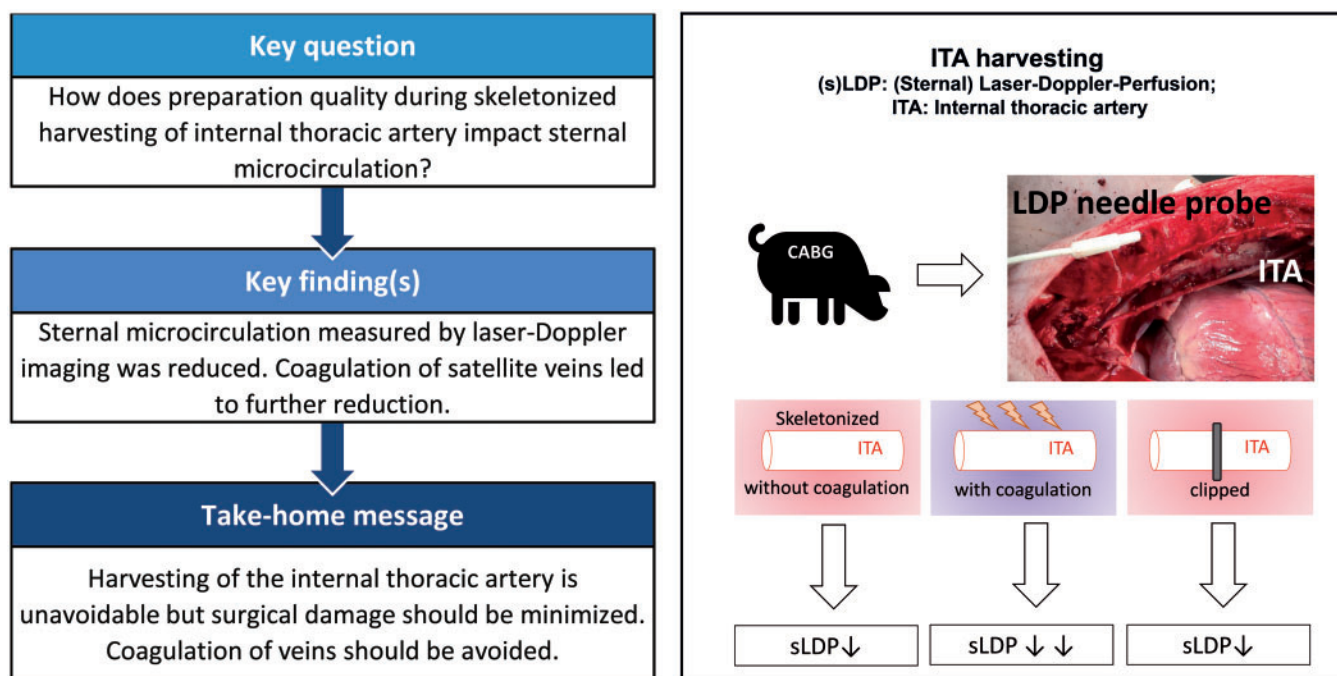 Key question
How does preparation quality during skeletonized
harvesting of internal thoracic artery impact sternal
microcirculation?
Key finding(s)
Sternal microcirculation measured by laser-Doppler
imaging was reduced. Coagulation of satellite veins led
to further reduction.
Take-home message
Harvesting of the internal thoracic artery is
unavoidable but surgical damage should be minimized.
Coagulation of veins should be avoided.
ITA harvesting
(s)LDP: (Sternal) Laser-Doppler-Perfusion;
ITA: Internal thoracic artery
CABG
LDP needle probe
ITA
Skeletonized
ITA
without coagulation
ITA
with coagulation
ITA
clipped
sLDP↓
sLDP ↓ ↓
sLDP↓